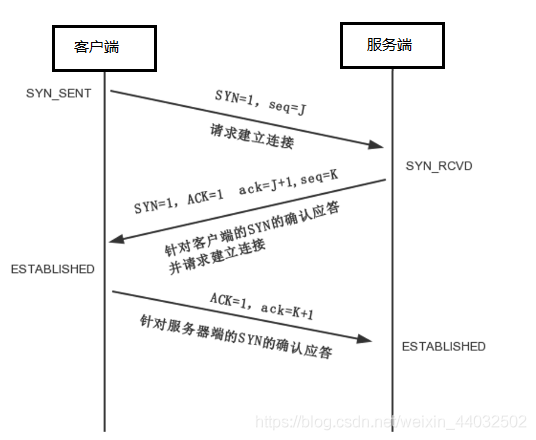 客户端
服务端
SYN_SENT
SYN=1, seq=J
请求建立连接
SYN_RCVD
SYN=1, ACK=1 ack=J+1,seq=K
针对客户端的SYN的确认应答
并请求建立连接
ESTABLISHED
ACK=1, ack=K+1
针对服务器端的SYN的确认应答
ESTABLISHED
https://blog.csdn.net/weixin_44032502